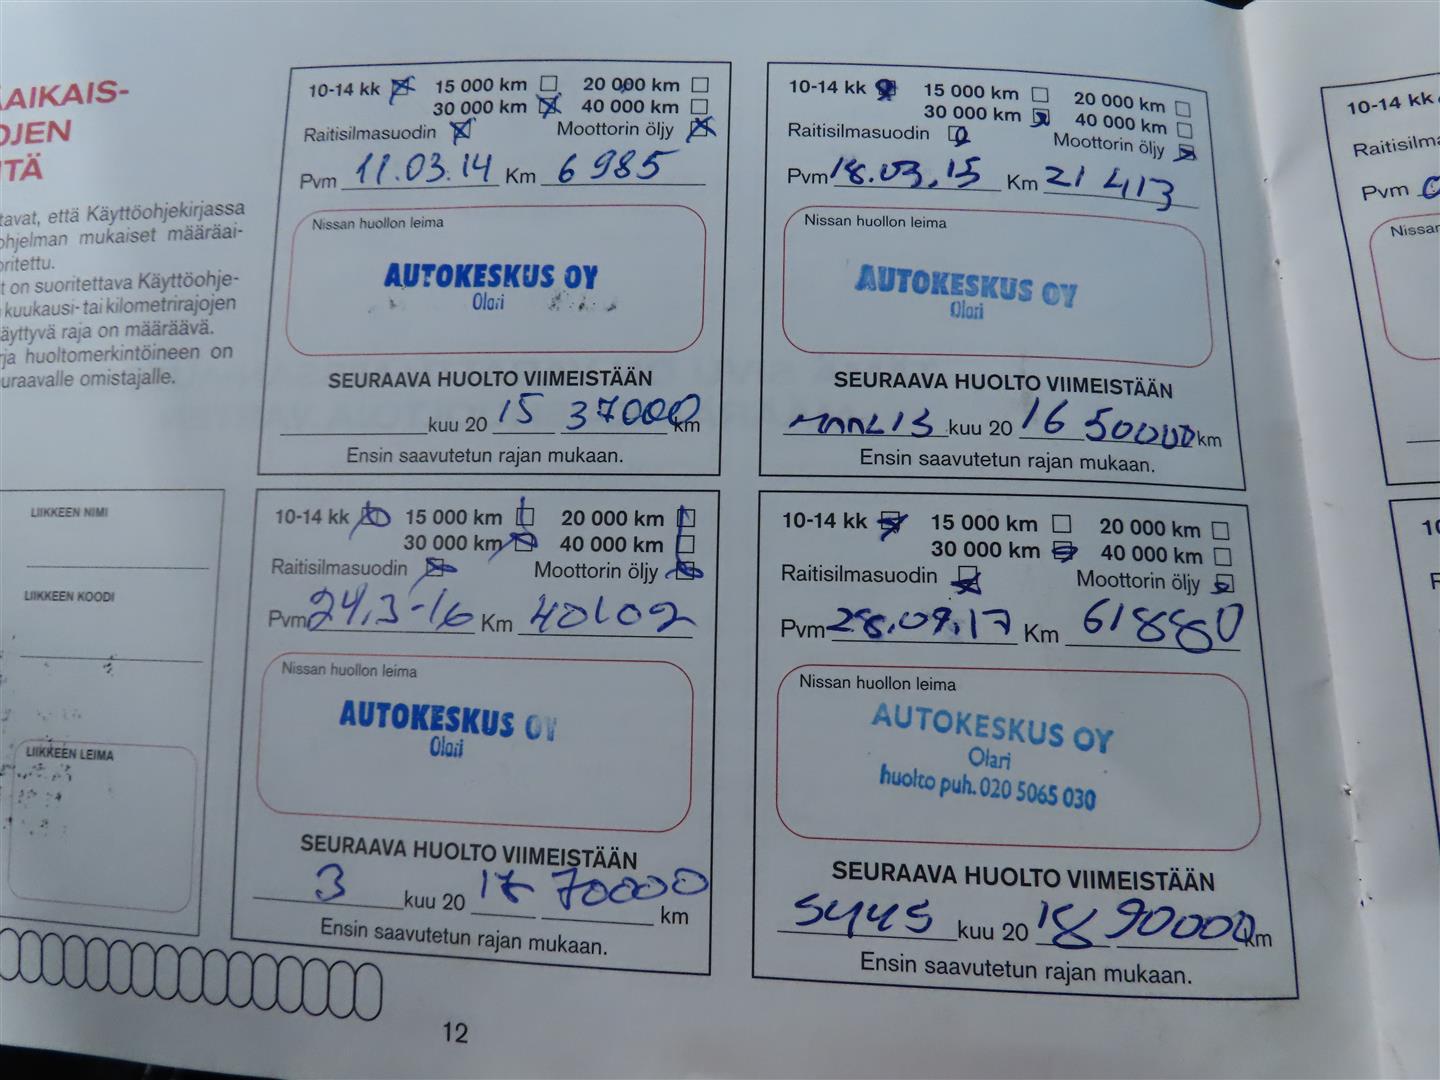 ÄAIKAIS-
OJEN
ITÄ
tavat, että Käyttöohjekirjassa
ohjelman mukaiset määräai-
oritettu.
t on suoritettava Käyttöohje-
kuukausi- tai kilometrirajojen
äyttyvä raja on määräävä.
rja huoltomerkintöineen on
uraavalle omistajalle.
LIIKKEEN NIMI
LIIKKEEN KOODI
LIIKKEEN LEIMA
10-14 kk 15 000 km 20 000 km
30 000 km 40 000 km
Raitisilmasuodin Moottorin öljy
Pvm 11.03.14 Km 6 985
Nissan huollon leima
AUTOKESKUS OY
Olari
SEURAAVA HUOLTO VIIMEISTÄÄN
kuu 20 15 37000 km
Ensin saavutetun rajan mukaan.
10-14 kk 15 000 km 20 000 km
30 000 km 40 000 km
Raitisilmasuodin Moottorin öljy
Pvm 18.03.15 Km 21 413
Nissan huollon leima
AUTOKESKUS OY
Olari
SEURAAVA HUOLTO VIIMEISTÄÄN
MAALIS kuu 20 16 50000 km
Ensin saavutetun rajan mukaan.
10-14 kk 15 000 km 20 000 km
30 000 km 40 000 km
Raitisilmasuodin Moottorin öljy
Pvm 24.3-16 Km 40102
Nissan huollon leima
AUTOKESKUS OY
Olari
SEURAAVA HUOLTO VIIMEISTÄÄN
3 kuu 20 17 70000 km
Ensin saavutetun rajan mukaan.
10-14 kk 15 000 km 20 000 km
30 000 km 40 000 km
Raitisilmasuodin Moottorin öljy
Pvm 28.09.17 Km 61880
Nissan huollon leima
AUTOKESKUS OY
Olari
huolto puh. 020 5065 030
SEURAAVA HUOLTO VIIMEISTÄÄN
SYYS kuu 20 18 90000 km
Ensin saavutetun rajan mukaan.
10-14 kk
Raitisilma
Pvm 0
Nissan
10
R
12